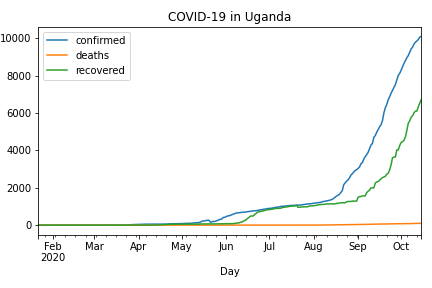 COVID-19 in Uganda
confirmed
deaths
recovered
10000
8000
6000
4000
2000
0
Feb Mar Apr May Jun Jul Aug Sep Oct
2020
Day